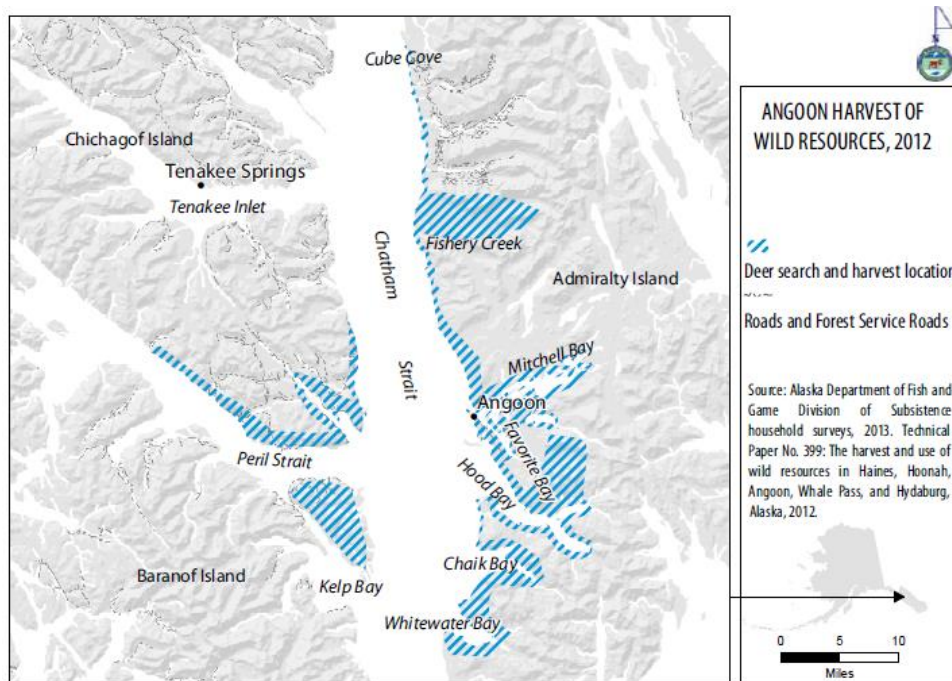 Cube Cove
Chichagof Island
Tenakee Springs
Tenakee Inlet
Chatham
Strait
Fishery Creek
Admiralty Island
Mitchell Bay
Angoon
Favorite Bay
Peril Strait
Hood Bay
Chaik Bay
Baranof Island
Kelp Bay
Whitewater Bay
N
ANGOON HARVEST OF
WILD RESOURCES, 2012
Deer search and harvest location
Roads and Forest Service Roads
Source: Alaska Department of Fish and
Game Division of Subsistence
household surveys, 2013. Technical
Paper No. 399: The harvest and use of
wild resources in Haines, Hoonah,
Angoon, Whale Pass, and Hydaburg,
Alaska, 2012.
0 5 10
Miles